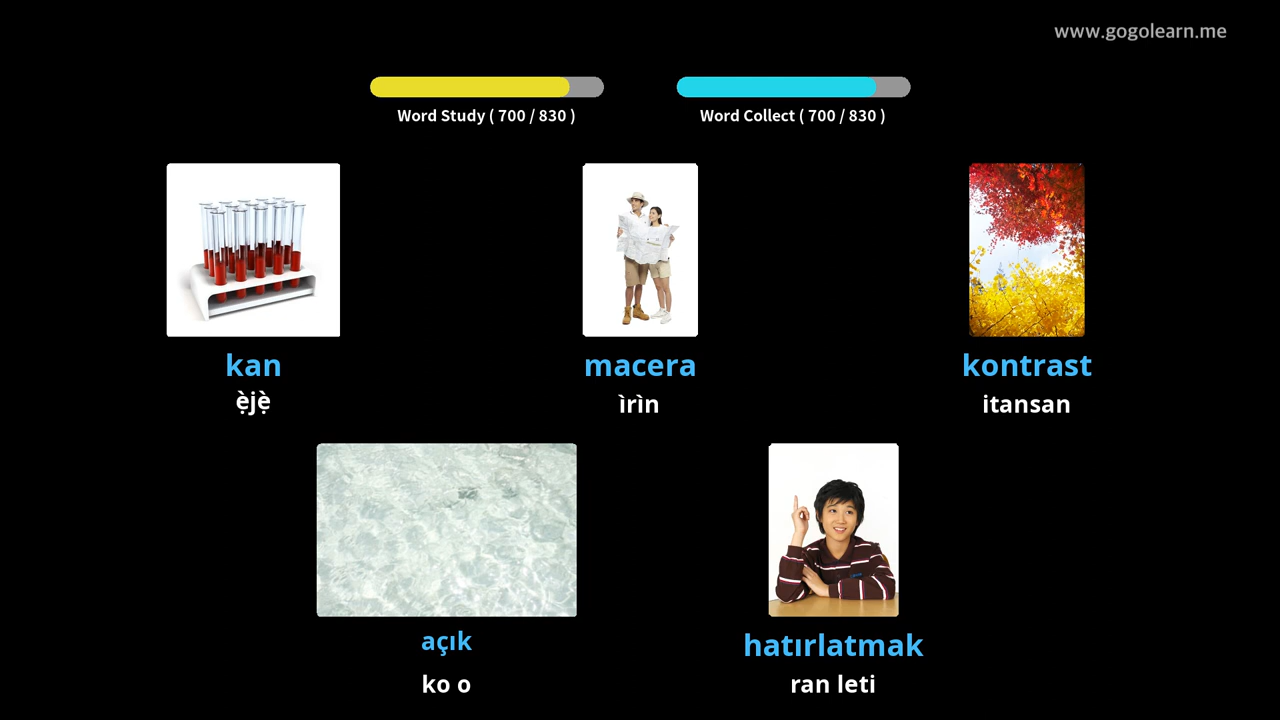 www.gogolearn.me
Word Study ( 700 / 830 )
Word Collect ( 700 / 830 )
kan
ẹ̀jẹ̀
macera
ìrìn
kontrast
itansan
açık
ko o
hatırlatmak
ran leti